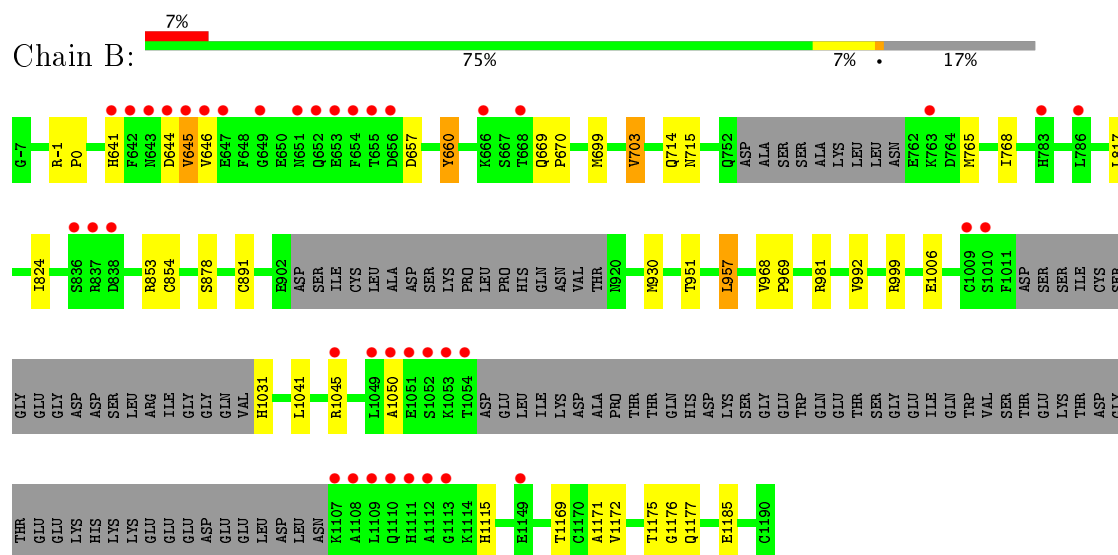 7%
Chain B:
75% 7% • 17%
G-7 R-1 P0 H641 F642 N643 D644 V645 V646 E647 F648 G649 E650 N651 Q652 E653 F654 T655 D656 D657 Y660 K666 S667 T668 Q669 P670 M699 V703 Q714 N715 Q752 ASP ALA SER SER ALA LYS LEU LEU ASN E762 K763 D764 M765 I768 H783 L786 L817
I824 S836 R837 D838 R853 C854 S878 C891 E902 ASP SER ILE CYS LEU ALA ASP SER LYS PRO LEU PRO HIS GLN ASN VAL THR N920 M930 T951 L957 V968 P969 R981 V992 R999 E1006 C1009 S1010 F1011 ASP SER SER ILE CYS SER
GLY GLU GLY ASP ASP SER LEU ARG ILE GLY GLY GLN VAL H1031 L1041 R1045 L1049 A1050 E1051 S1052 K1053 T1054 ASP GLU LEU ILE LYS ASP ALA PRO THR THR GLN HIS ASP LYS SER GLY GLU TRP GLN GLU THR SER GLY GLU ILE GLN TRP VAL SER THR GLU LYS THR ASP GLY
THR GLU GLU LYS HIS LYS LYS GLU GLU GLU ASP GLU GLU LEU ASP LEU ASN K1107 A1108 L1109 Q1110 H1111 A1112 G1113 K1114 H1115 E1149 T1169 C1170 A1171 V1172 T1175 G1176 Q1177 E1185 C1190